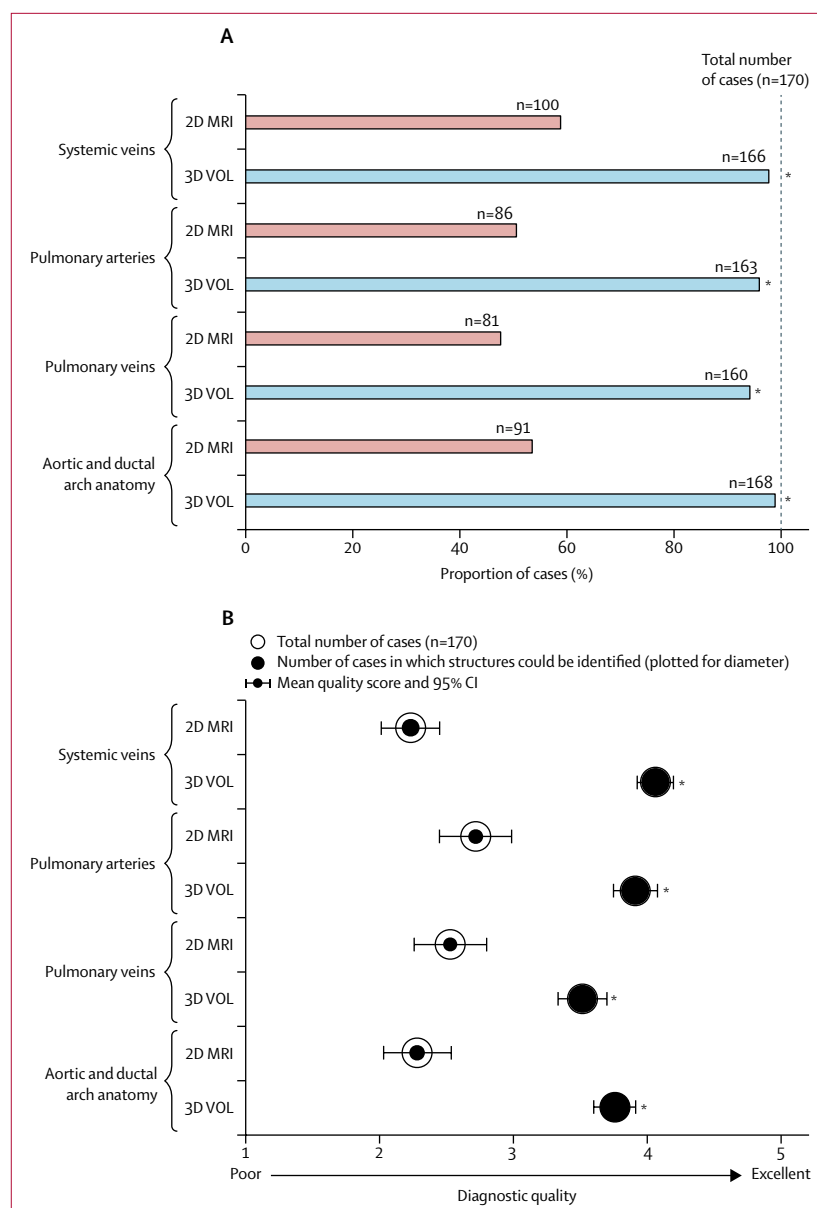 A
Total number
of cases (n=170)
n=100
2D MRI
Systemic veins
n=166
3D VOL
*
n=86
2D MRI
Pulmonary arteries
n=163
3D VOL
*
n=81
2D MRI
Pulmonary veins
n=160
3D VOL
*
n=91
2D MRI
Aortic and ductal
arch anatomy
n=168
3D VOL
*
0 20 40 60 80 100
Proportion of cases (%)
B
Total number of cases (n=170)
Number of cases in which structures could be identified (plotted for diameter)
Mean quality score and 95% CI
2D MRI
Systemic veins
3D VOL
*
2D MRI
Pulmonary arteries
3D VOL
*
2D MRI
Pulmonary veins
3D VOL
*
2D MRI
Aortic and ductal
arch anatomy
3D VOL
*
1 2 3 4 5
Poor Excellent
Diagnostic quality